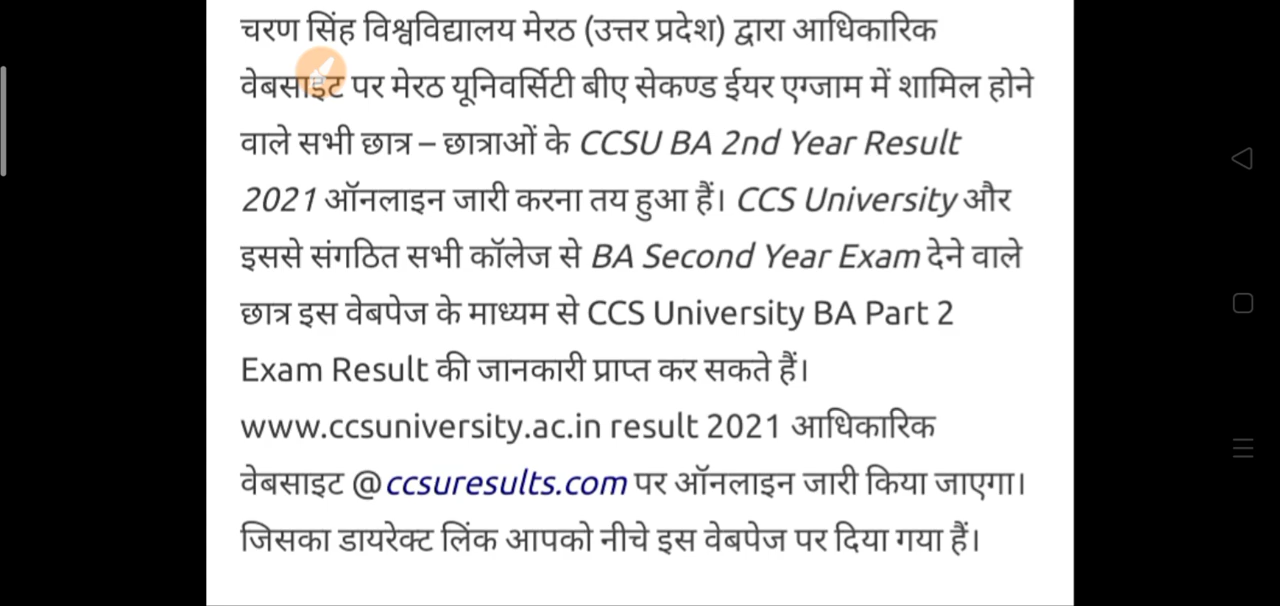 चरण सिंह विश्वविद्यालय मेरठ (उत्तर प्रदेश) द्वारा आधिकारिक
वेबसाइट पर मेरठ यूनिवर्सिटी बीए सेकण्ड ईयर एग्जाम में शामिल होने
वाले सभी छात्र – छात्राओं के CCSU BA 2nd Year Result
2021 ऑनलाइन जारी करना तय हुआ हैं। CCS University और
इससे संगठित सभी कॉलेज से BA Second Year Exam देने वाले
छात्र इस वेबपेज के माध्यम से CCS University BA Part 2
Exam Result की जानकारी प्राप्त कर सकते हैं।
www.ccsuniversity.ac.in result 2021 आधिकारिक
वेबसाइट @ccsuresults.com पर ऑनलाइन जारी किया जाएगा।
जिसका डायरेक्ट लिंक आपको नीचे इस वेबपेज पर दिया गया हैं।